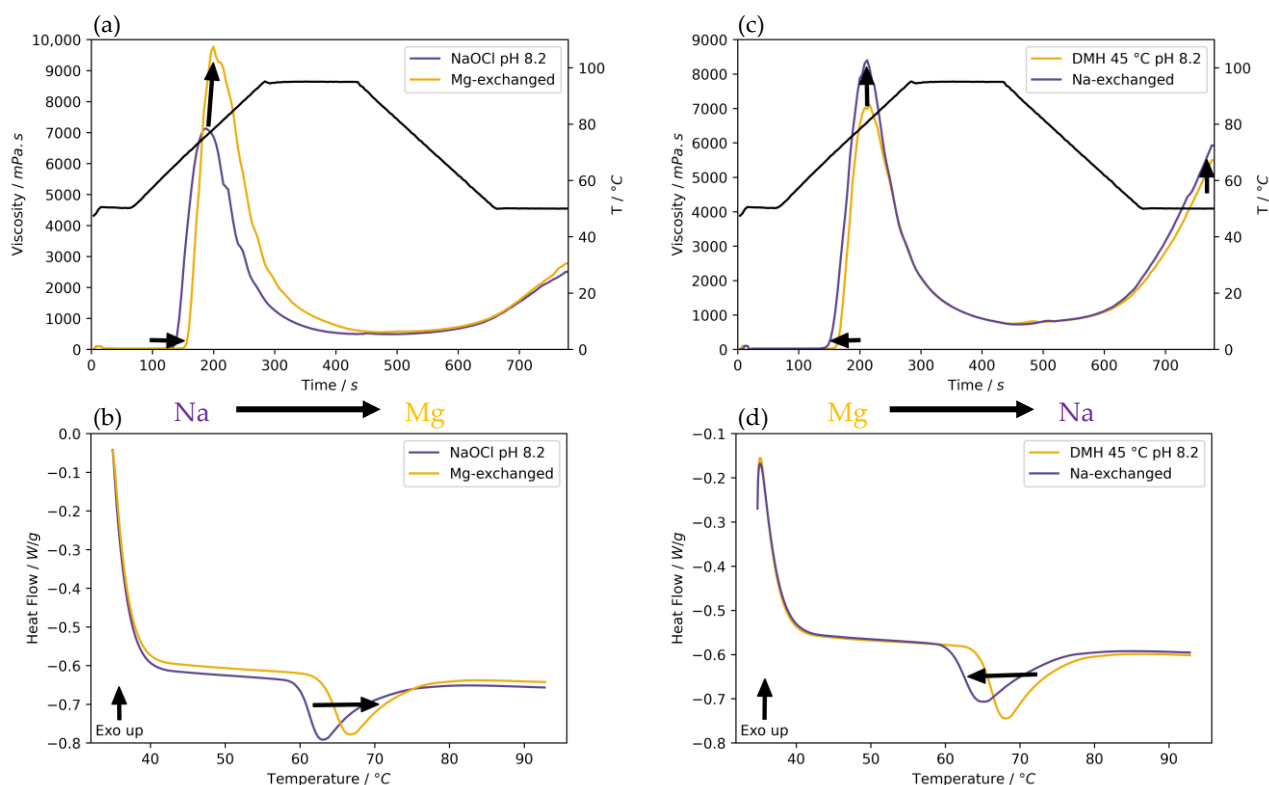 (a)
10,000
9000
8000
7000
6000
5000
4000
3000
2000
1000
0
Viscosity / mPa.s
NaOCl pH 8.2
Mg-exchanged
100
80
60
40
20
0
T / °C
0 100 200 300 400 500 600 700
Time / s
(c)
9000
8000
7000
6000
5000
4000
3000
2000
1000
0
Viscosity / mPa.s
DMH 45 °C pH 8.2
Na-exchanged
100
80
60
40
20
0
T / °C
0 100 200 300 400 500 600 700
Time / s
Na Mg
Mg Na
(b)
0.0
−0.1
−0.2
−0.3
−0.4
−0.5
−0.6
−0.7
−0.8
Heat Flow / W/g
NaOCl pH 8.2
Mg-exchanged
Exo up
40 50 60 70 80 90
Temperature / °C
(d)
−0.1
−0.2
−0.3
−0.4
−0.5
−0.6
−0.7
−0.8
Heat Flow / W/g
DMH 45 °C pH 8.2
Na-exchanged
Exo up
40 50 60 70 80 90
Temperature / °C